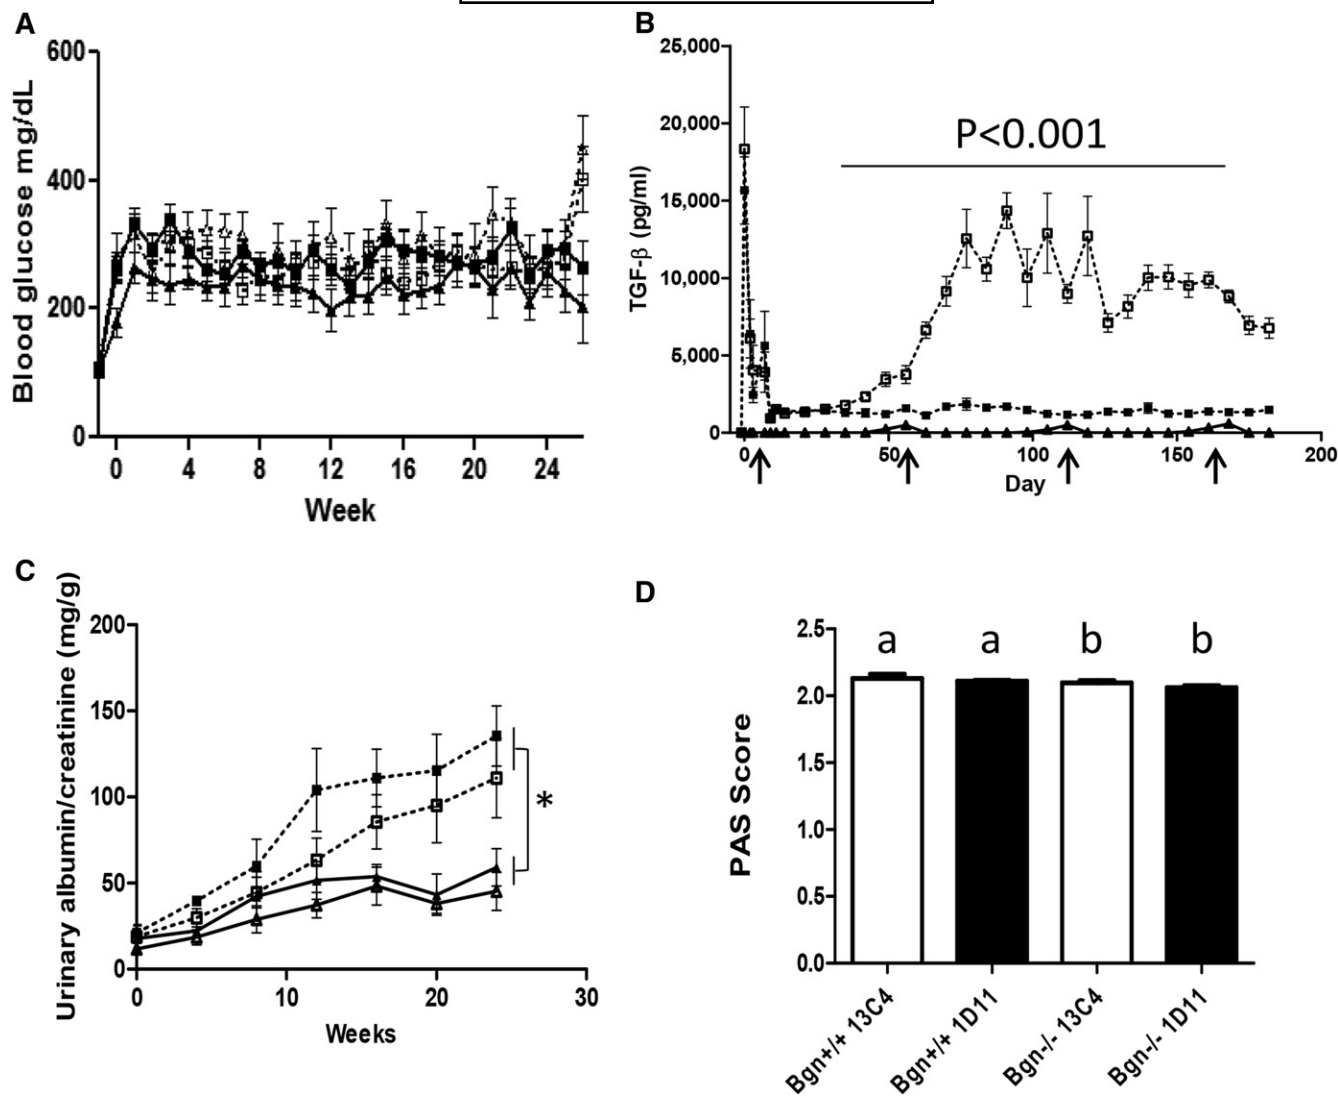 A
Blood glucose mg/dL
600
400
200
0
0 4 8 12 16 20 24
Week
B
TGF-β (pg/ml)
25,000
20,000
15,000
10,000
5,000
0
P<0.001
0 50 100 150 200
Day
C
Urinary albumin/creatinine (mg/g)
200
150
100
50
0
*
0 10 20 30
Weeks
D
PAS Score
2.5
2.0
1.5
1.0
0.5
0.0
a a b b
Bgn+/+ 13C4
Bgn+/+ 1D11
Bgn-/- 13C4
Bgn-/- 1D11